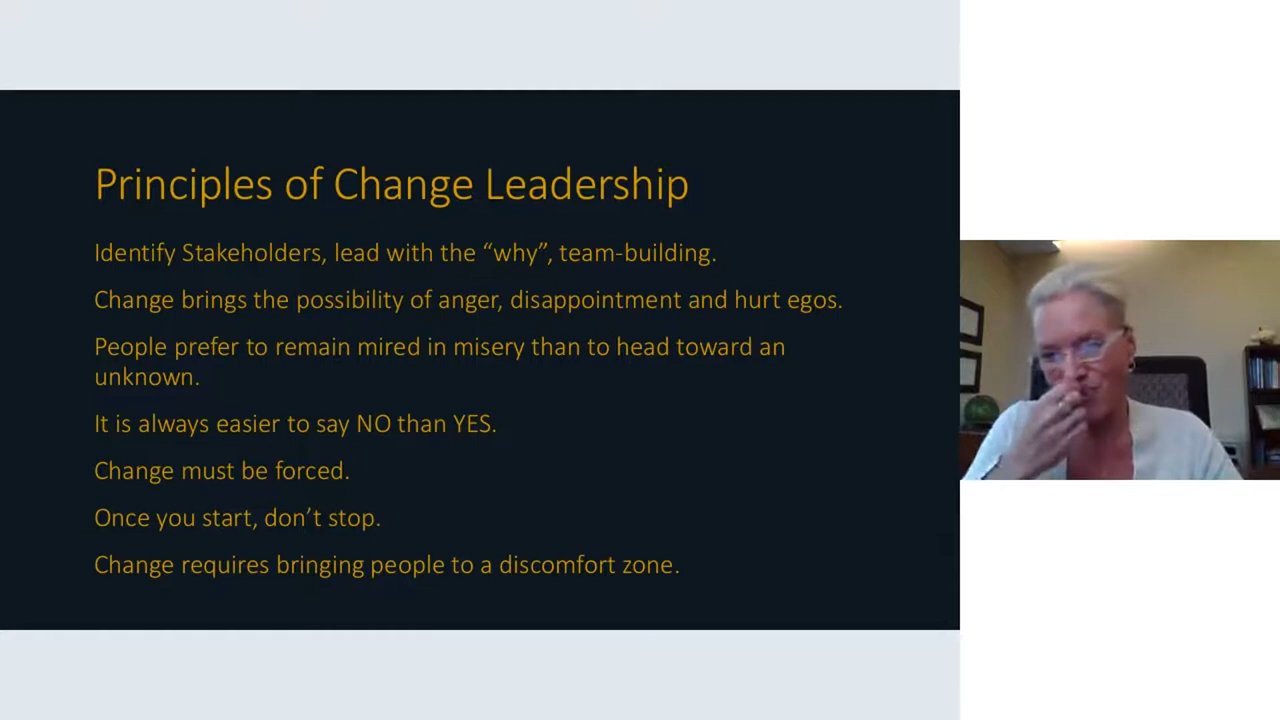 Principles of Change Leadership
Identify Stakeholders, lead with the “why”, team-building.
Change brings the possibility of anger, disappointment and hurt egos.
People prefer to remain mired in misery than to head toward an
unknown.
It is always easier to say NO than YES.
Change must be forced.
Once you start, don’t stop.
Change requires bringing people to a discomfort zone.